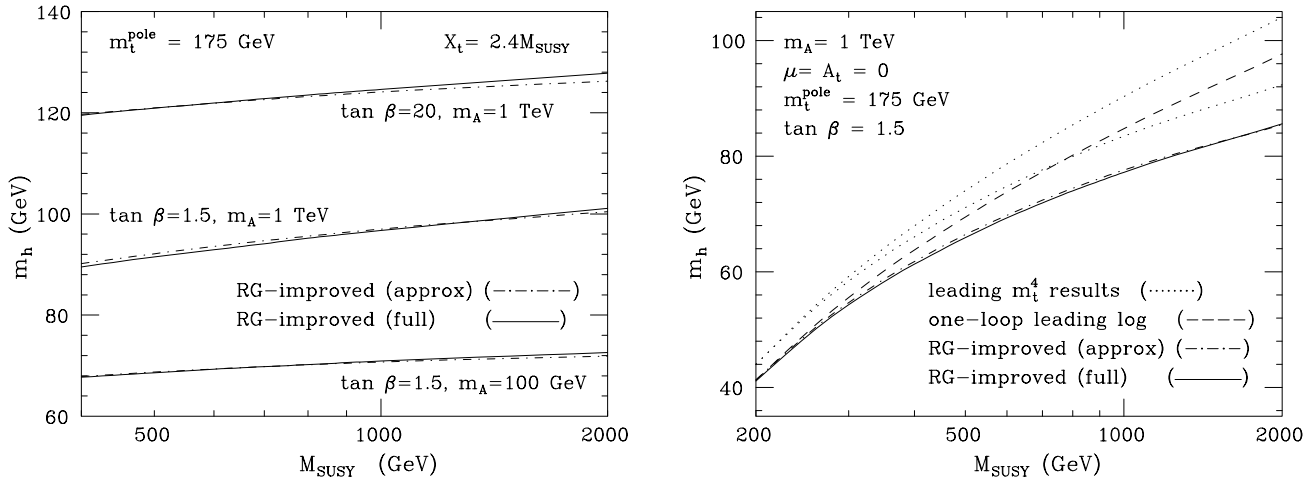 140
120
100
80
60
m_h (GeV)
m_t^pole = 175 GeV
X_t= 2.4M_SUSY
tan β=20, m_A=1 TeV
tan β=1.5, m_A=1 TeV
RG-improved (approx) ( )
RG-improved (full) ( )
tan β=1.5, m_A=100 GeV
500 1000 2000
M_SUSY (GeV)
100
80
60
40
m_h (GeV)
m_A= 1 TeV
μ= A_t = 0
m_t^pole = 175 GeV
tan β = 1.5
leading m_t^4 results ( )
one-loop leading log ( )
RG-improved (approx) ( )
RG-improved (full) ( )
200 500 1000 2000
M_SUSY (GeV)